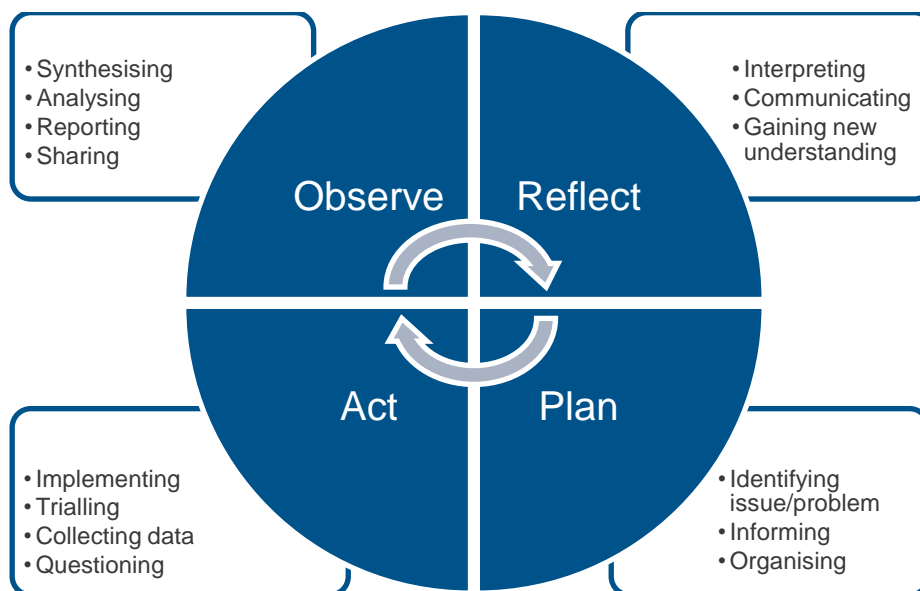 • Synthesising
• Analysing
• Reporting
• Sharing
• Interpreting
• Communicating
• Gaining new
understanding
Observe
Reflect
Act
Plan
• Implementing
• Trialling
• Collecting data
• Questioning
• Identifying
issue/problem
• Informing
• Organising